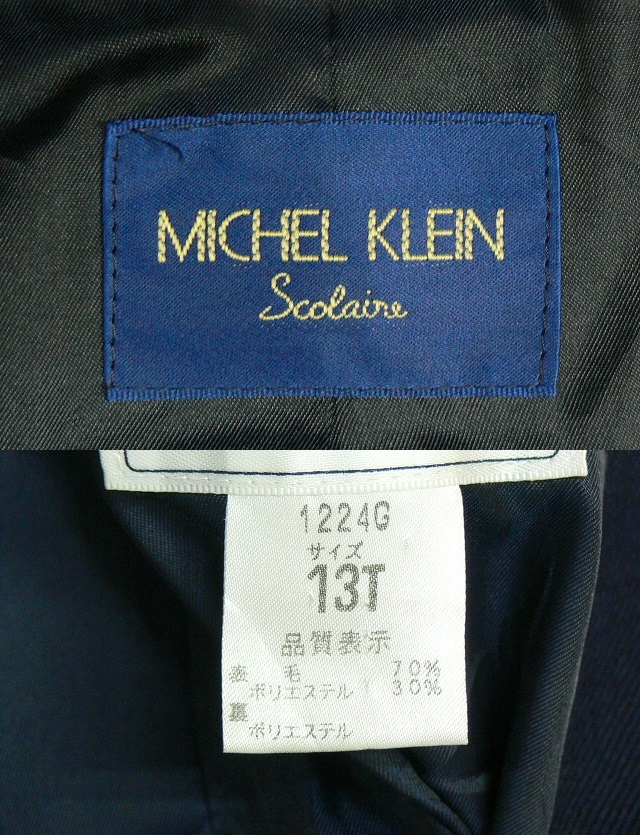 MICHEL KLEIN
Scolaire
1224G
サイズ
13T
品質表示
表 毛 70%
ポリエステル 30%
裏
ポリエステル